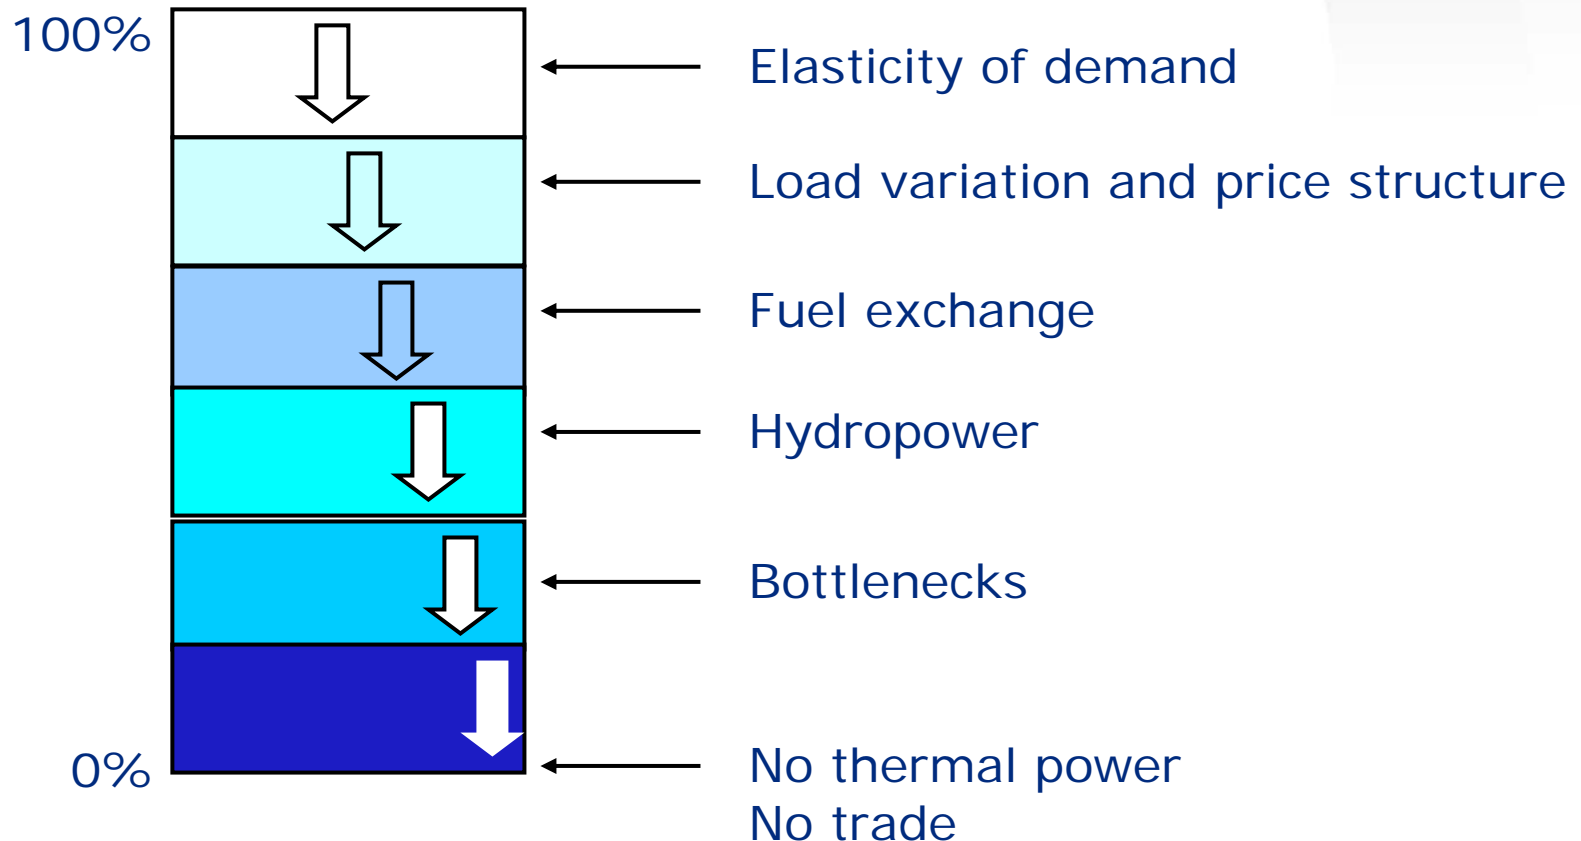 100%
Elasticity of demand
Load variation and price structure
Fuel exchange
Hydropower
Bottlenecks
0%
No thermal power
No trade